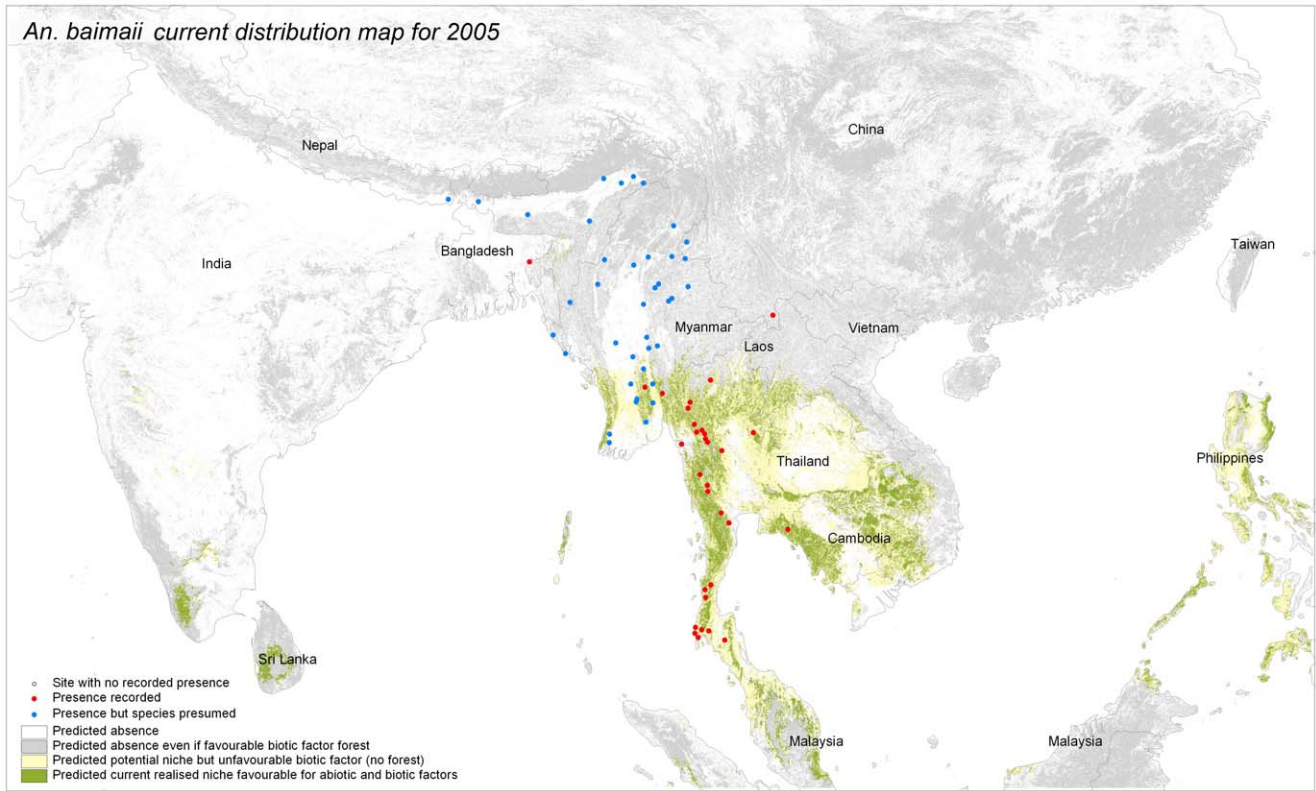 An. baimaii current distribution map for 2005
China
Nepal
Taiwan
Bangladesh
India
Myanmar
Vietnam
Laos
Philippines
Thailand
Cambodia
Sri Lanka
Site with no recorded presence
Presence recorded
Presence but species presumed
Predicted absence
Predicted absence even if favourable biotic factor forest
Malaysia
Malaysia
Predicted potential niche but unfavourable biotic factor (no forest)
Predicted current realised niche favourable for abiotic and biotic factors